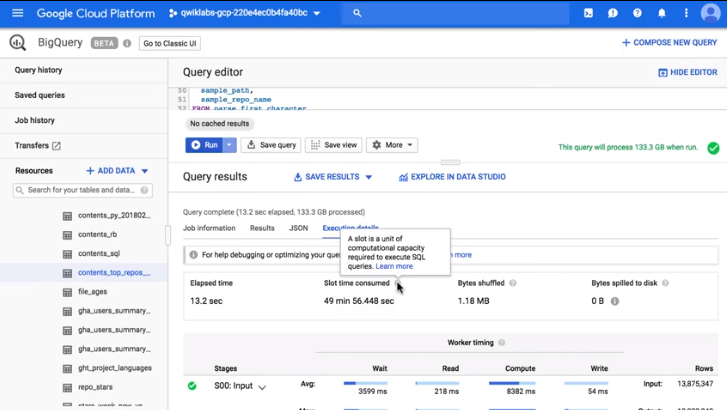 Google Cloud Platform
qwiklabs-gcp-220e4ec0b4fa40bc
BigQuery
BETA
Go to Classic UI
COMPOSE NEW QUERY
Query history
Saved queries
Job history
Transfers
Resources
+ ADD DATA
Search for your tables and data...
contents_py_201802...
contents_rb
contents_sql
contents_top_repos_...
file_ages
gha_users_summary...
gha_users_summary...
gha_users_summary...
ght_project_languages
repo_stars
Query editor
HIDE EDITOR
50 sample_path,
51 sample_repo_name
52 FROM parse_first_character
No cached results
Run
Save query
Save view
More
This query will process 133.3 GB when run.
Query results
SAVE RESULTS
EXPLORE IN DATA STUDIO
Query complete (13.2 sec elapsed, 133.3 GB processed)
Job information
Results
JSON
Execution details
A slot is a unit of
computational capacity
required to execute SQL
queries. Learn more
For help debugging or optimizing your
Elapsed time
Slot time consumed
Bytes shuffled
Bytes spilled to disk
13.2 sec
49 min 56.448 sec
1.18 MB
0 B
Worker timing
Stages
Wait
Read
Compute
Write
Rows
S00: Input
Avg:
3599 ms
218 ms
8382 ms
54 ms
Input:
13,875,347